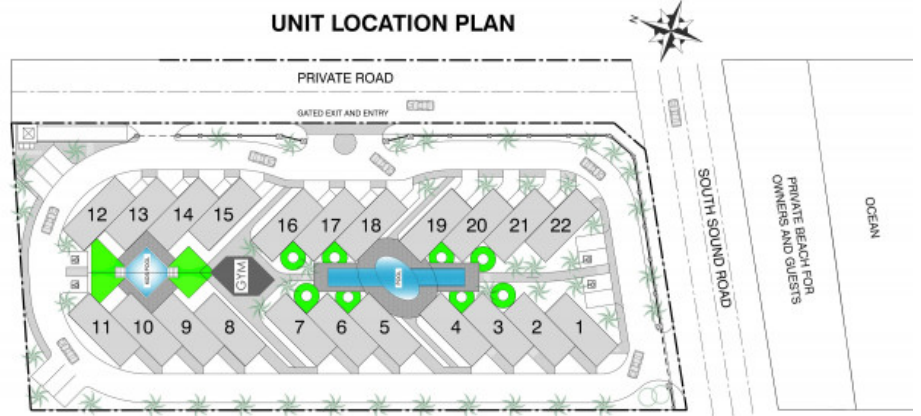 UNIT LOCATION PLAN
N
PRIVATE ROAD
GATED EXIT AND ENTRY
12 13 14 15
16 17 18
19 20 21 22
KIDS POOL
GYM
POOL
11 10 9 8
7 6 5
4 3 2 1
SOUTH SOUND ROAD
PRIVATE BEACH FOR
OWNERS AND GUESTS
OCEAN